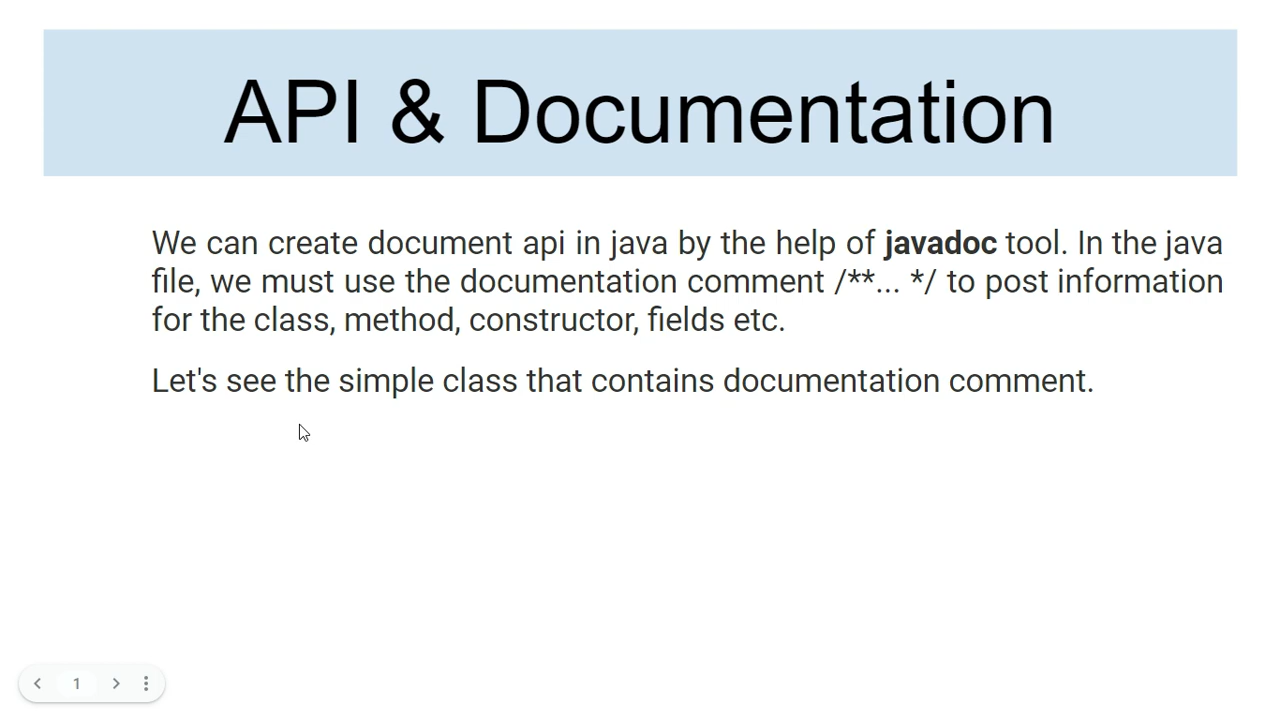 API & Documentation
We can create document api in java by the help of javadoc tool. In the java
file, we must use the documentation comment /**... */ to post information
for the class, method, constructor, fields etc.
Let's see the simple class that contains documentation comment.
1